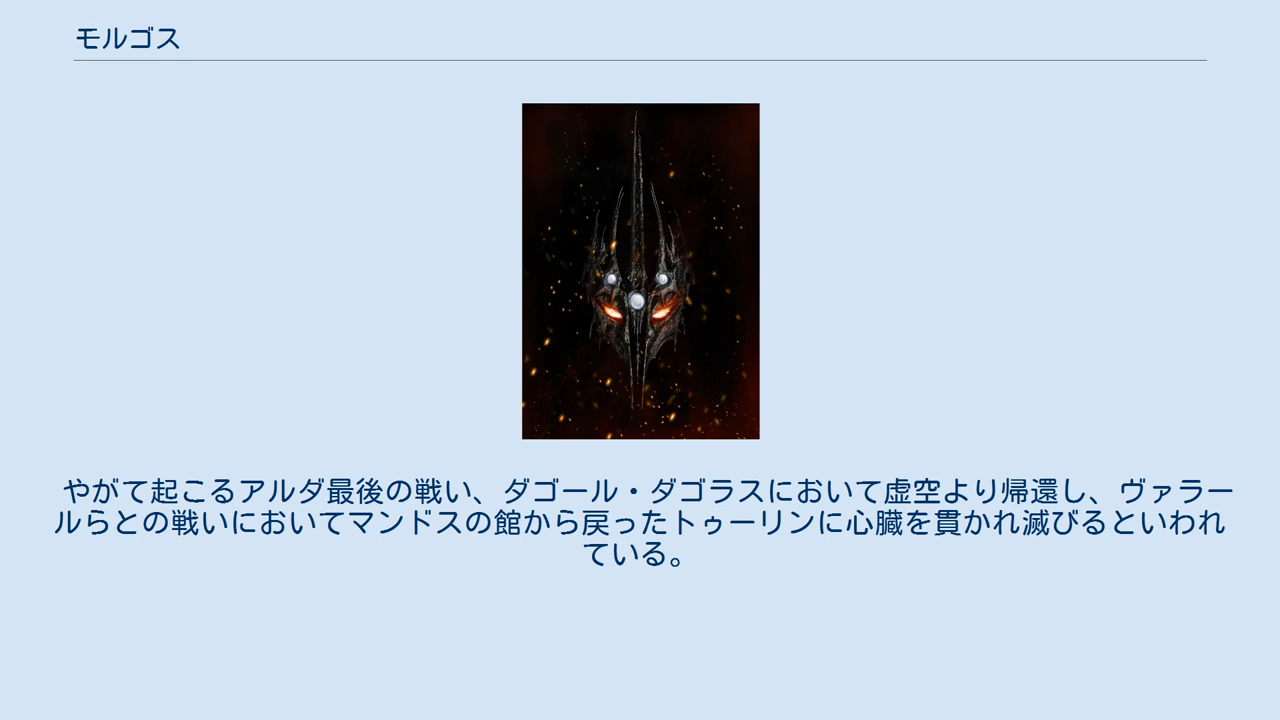 モルゴス
やがて起こるアルダ最後の戦い、ダゴール・ダゴラスにおいて虚空より帰還し、ヴァラー
ルらとの戦いにおいてマンドスの館から戻ったトゥーリンに心臓を貫かれ滅びるといわれ
ている。